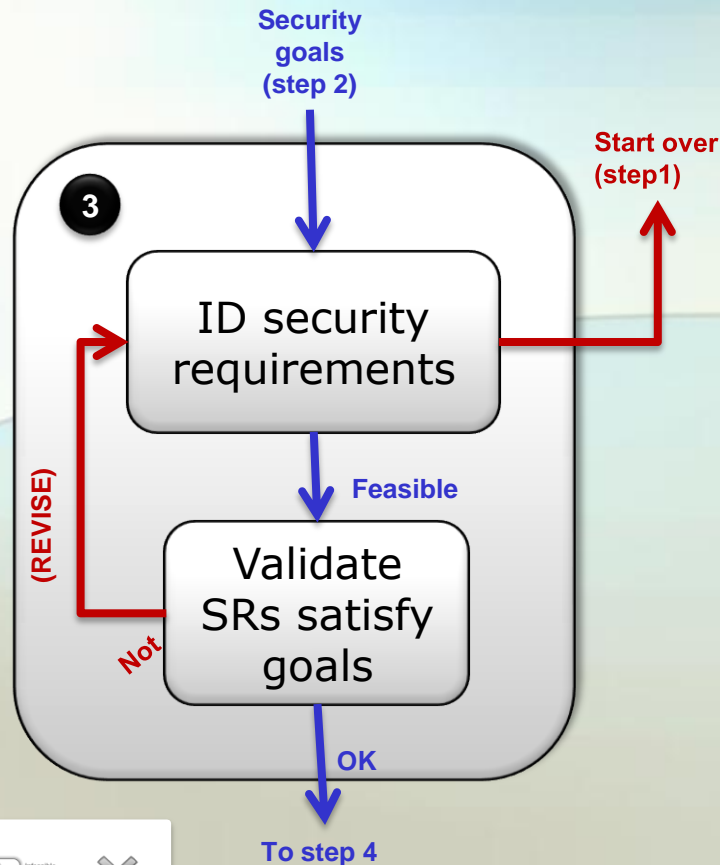 Security
goals
(step 2)
Start over
(step1)
3
ID security
requirements
(REVISE)
Feasible
Validate
SRs satisfy
goals
Not
OK
To step 4